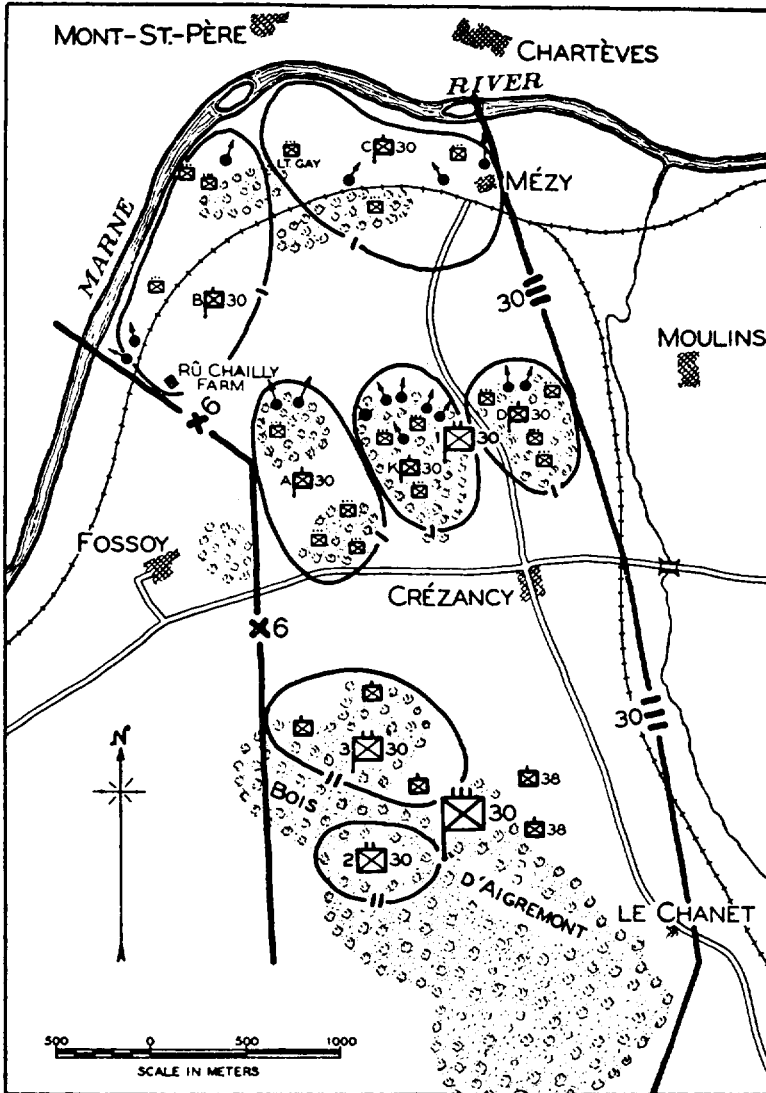 MONT-ST.-PÈRE
CHARTÈVES
RIVER
C 30
LT. GAY
MÉZY
MARNE
B 30
30
MOULINS
RÛ CHAILLY
FARM
6
D 30
1 30
K 30
A 30
FOSSOY
CRÉZANCY
6
30
3 30
BOIS
38
30
38
2 30
D'AIGREMONT
LE CHANET
N
500 0 500 1000
SCALE IN METERS